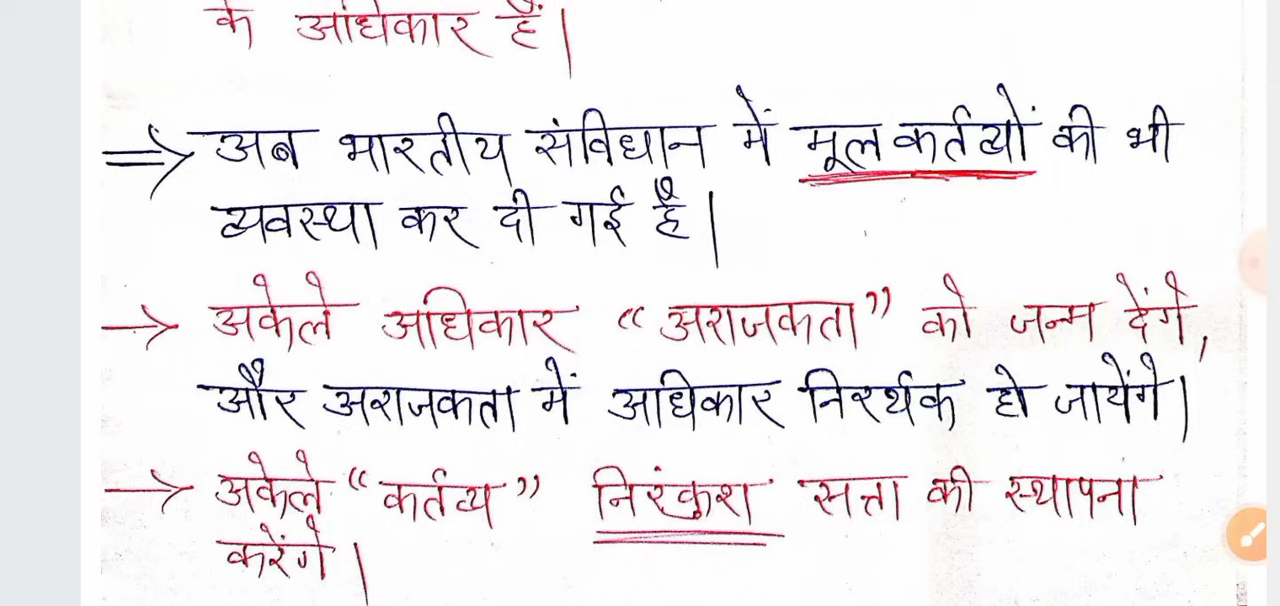 के अधिकार हैं।
⇒ अब भारतीय संविधान में मूल कर्तव्यों की भी
व्यवस्था कर दी गई है।
→ अकेले अधिकार "अराजकता" को जन्म देंगे,
और अराजकता में अधिकार निरर्थक हो जायेंगे।
→ अकेले "कर्तव्य" निरंकुश सत्ता की स्थापना
करेंगे।